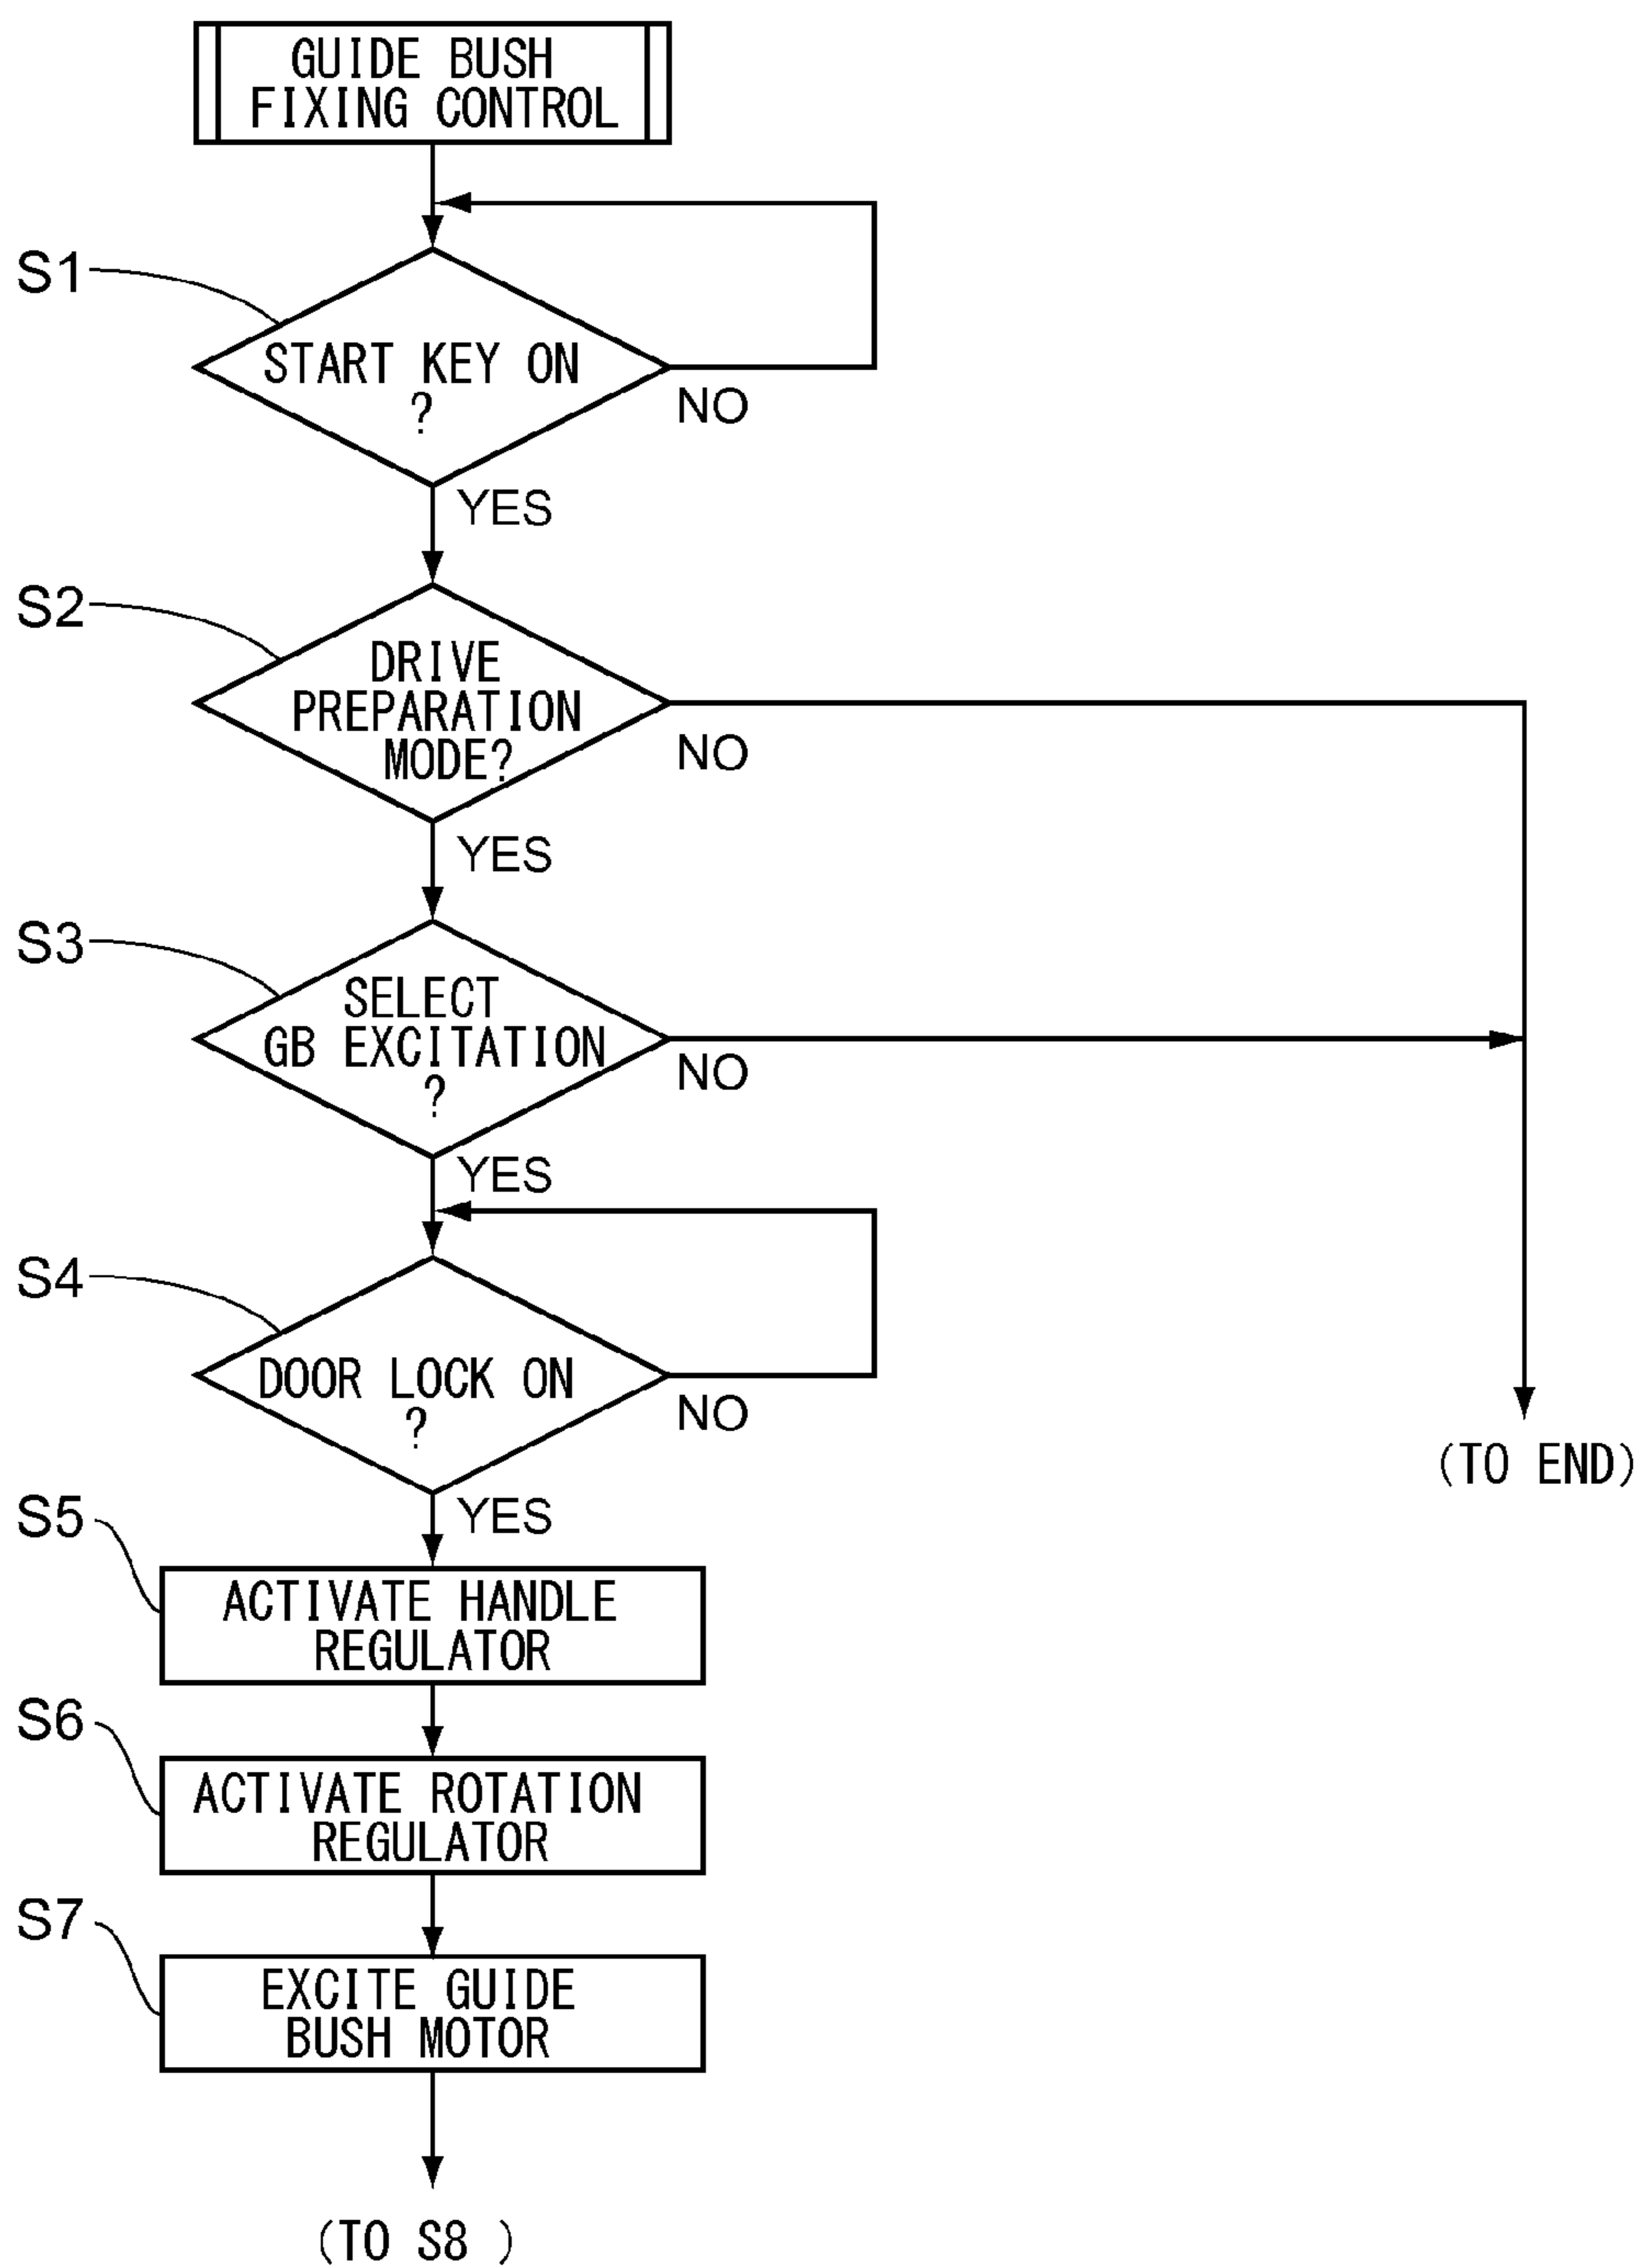 GUIDE BUSH
FIXING CONTROL
S1
START KEY ON
?
NO
YES
S2
DRIVE
PREPARATION
MODE?
NO
YES
S3
SELECT
GB EXCITATION
?
NO
YES
S4
DOOR LOCK ON
?
NO
(TO END)
YES
S5
ACTIVATE HANDLE
REGULATOR
S6
ACTIVATE ROTATION
REGULATOR
S7
EXCITE GUIDE
BUSH MOTOR
(TO S8 )